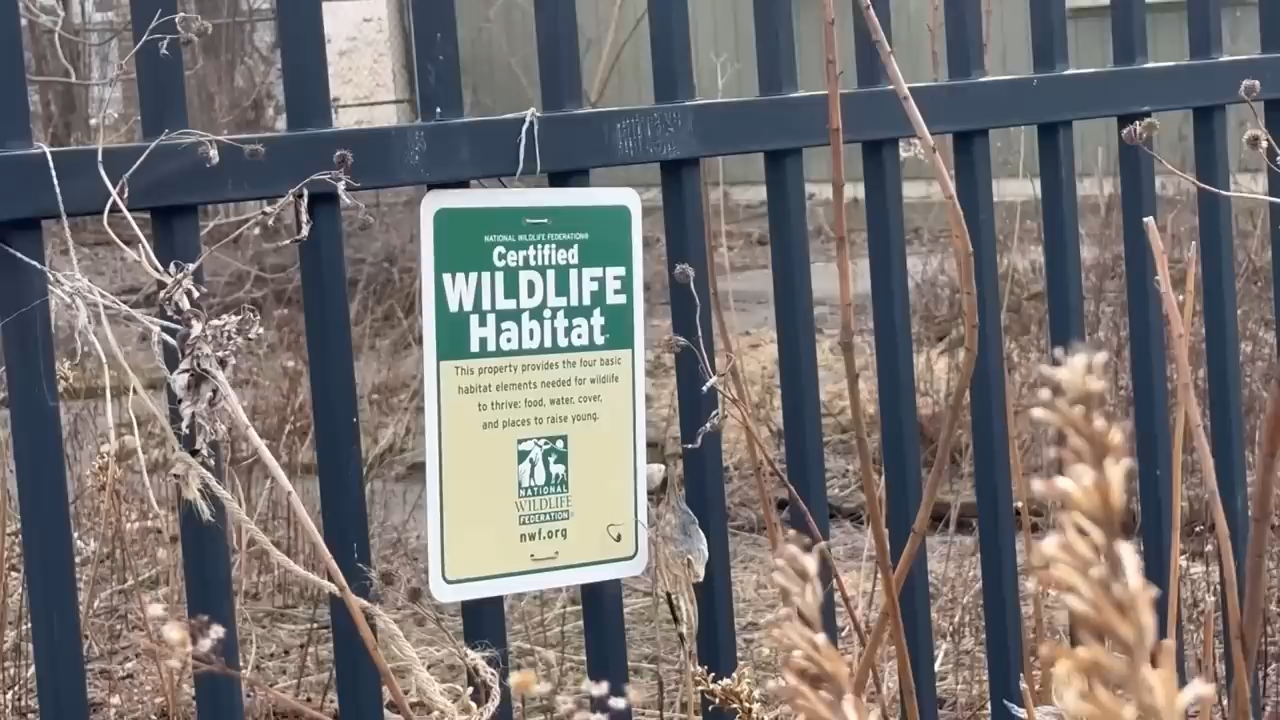 NATIONAL WILDLIFE FEDERATION®
Certified
WILDLIFE
Habitat
This property provides the four basic
habitat elements needed for wildlife
to thrive: food, water, cover,
and places to raise young.
NATIONAL
WILDLIFE
FEDERATION®
nwf.org